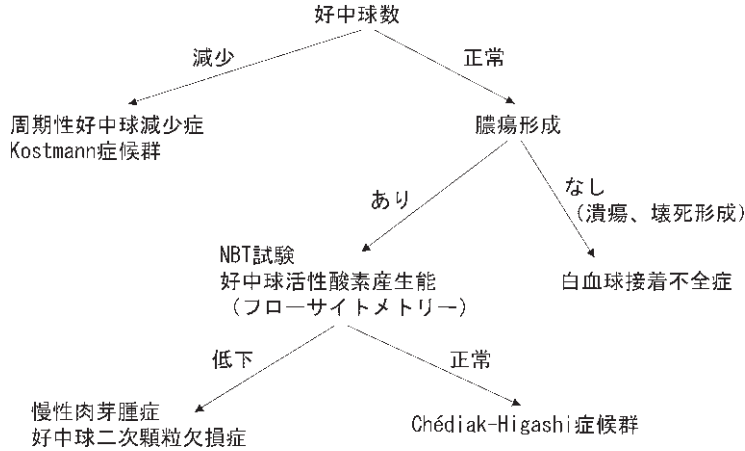 好中球数
減少
正常
周期性好中球減少症
Kostmann症候群
膿瘍形成
あり
なし
(潰瘍、壊死形成)
NBT試験
好中球活性酸素産生能
(フローサイトメトリー)
白血球接着不全症
低下
正常
慢性肉芽腫症
好中球二次顆粒欠損症
Chédiak-Higashi症候群